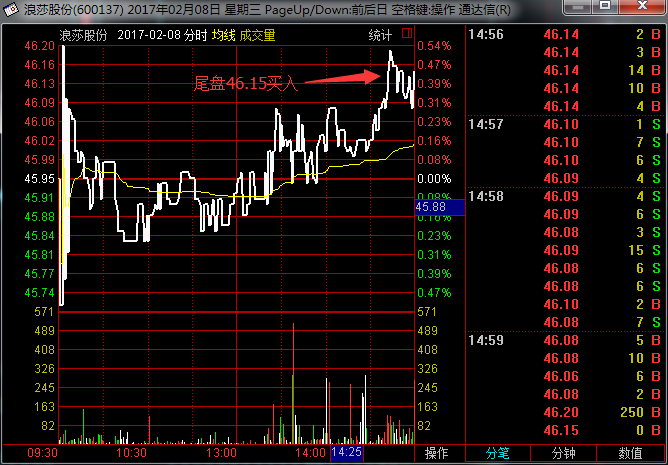 浪莎股份(600137) 2017年02月08日 星期三 PageUp/Down:前后日 空格键:操作 通达信(R)
浪莎股份 2017-02-08 分时 均线 成交量 统计
尾盘46.15买入
46.20 0.54%
46.16 0.47%
46.13 0.39%
46.09 0.31%
46.06 0.23%
46.02 0.16%
45.99 0.08%
45.95 0.00%
45.91 0.08%
45.88
45.88 0.16%
45.84 0.23%
45.81 0.31%
45.77 0.39%
45.74 0.47%
571 571
489 489
408 408
326 326
245 245
163 163
82 82
09:30 10:30 13:00 14:00 14:25 操作
14:56 46.14 2 B
46.14 3 B
46.14 14 B
46.14 10 B
46.14 4 B
14:57 46.10 1 S
46.10 7 S
46.10 6 S
46.09 4 S
14:58 46.09 4 S
46.09 6 S
46.08 3 S
46.09 15 S
46.08 6 S
46.08 6 S
46.10 2 B
46.08 7 S
14:59 46.08 5 B
46.08 10 B
46.06 6 B
46.08 2 B
46.20 250 B
46.15 0 B
分笔 分钟 数值